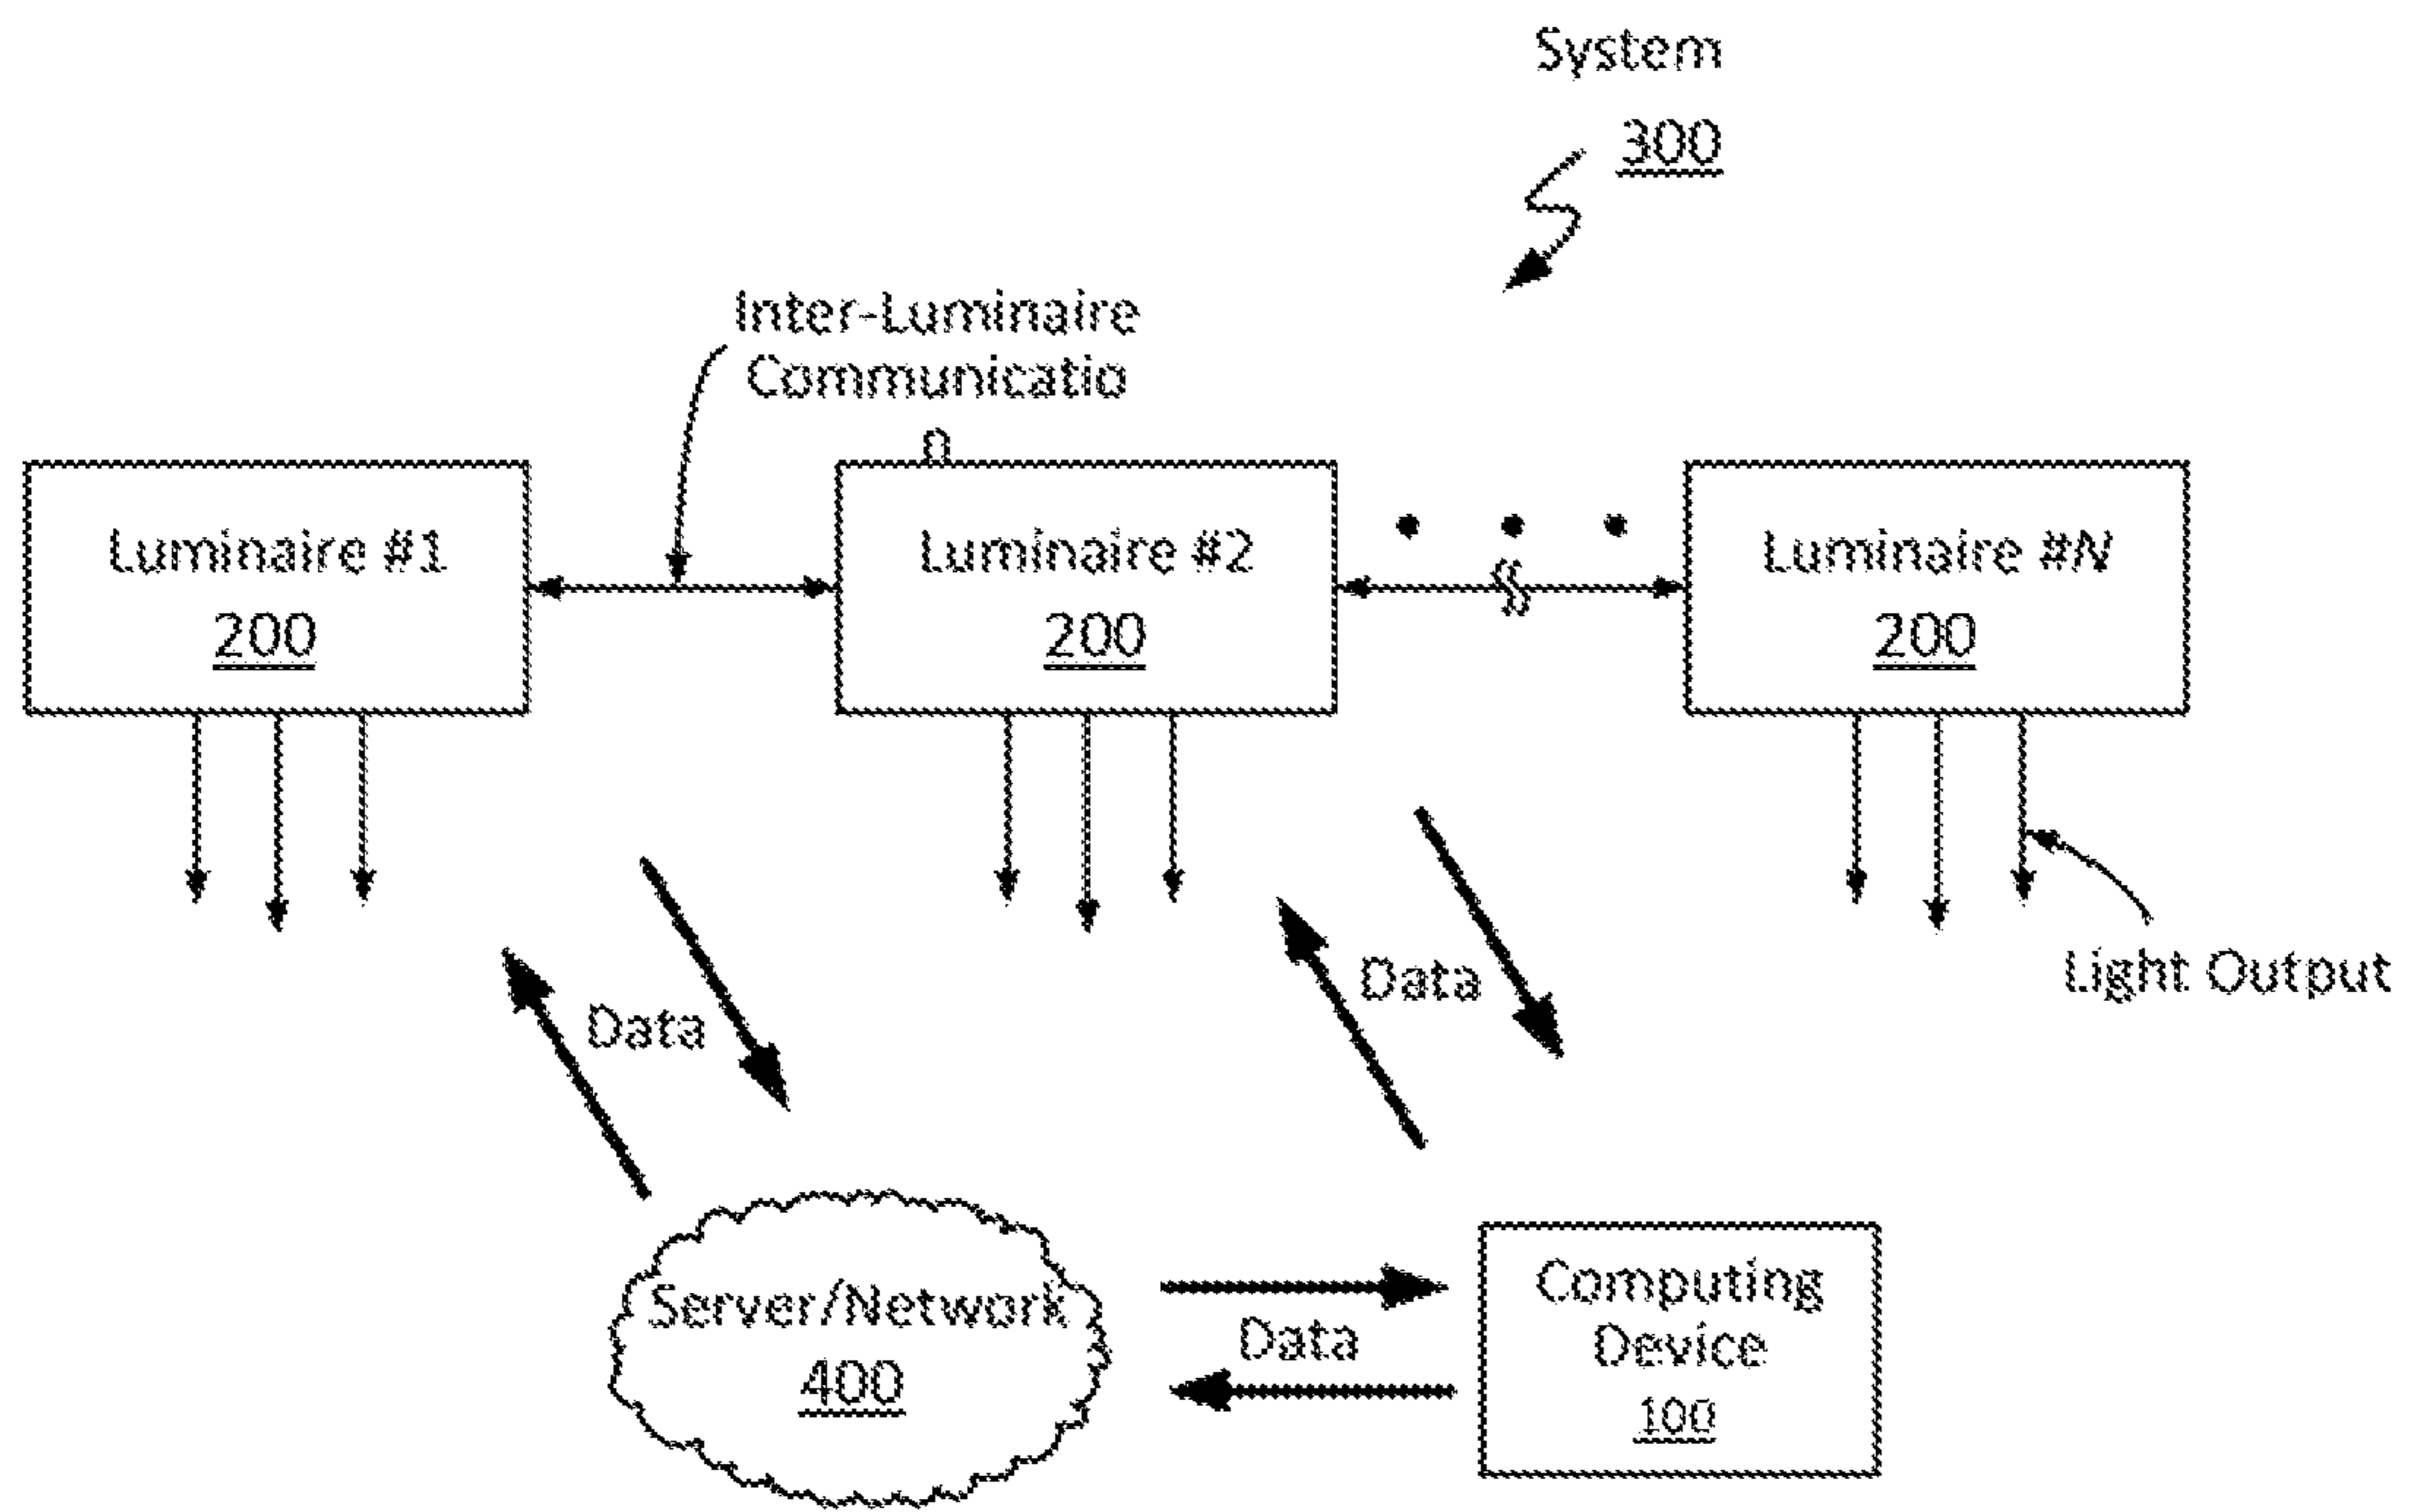 System
300
Inter-Luminaire
Communicatio
n
Luminaire #1
200
Luminaire #2
200
Luminaire #N
200
Data
Data
Light Output
Server/Network
400
Data
Computing
Device
100